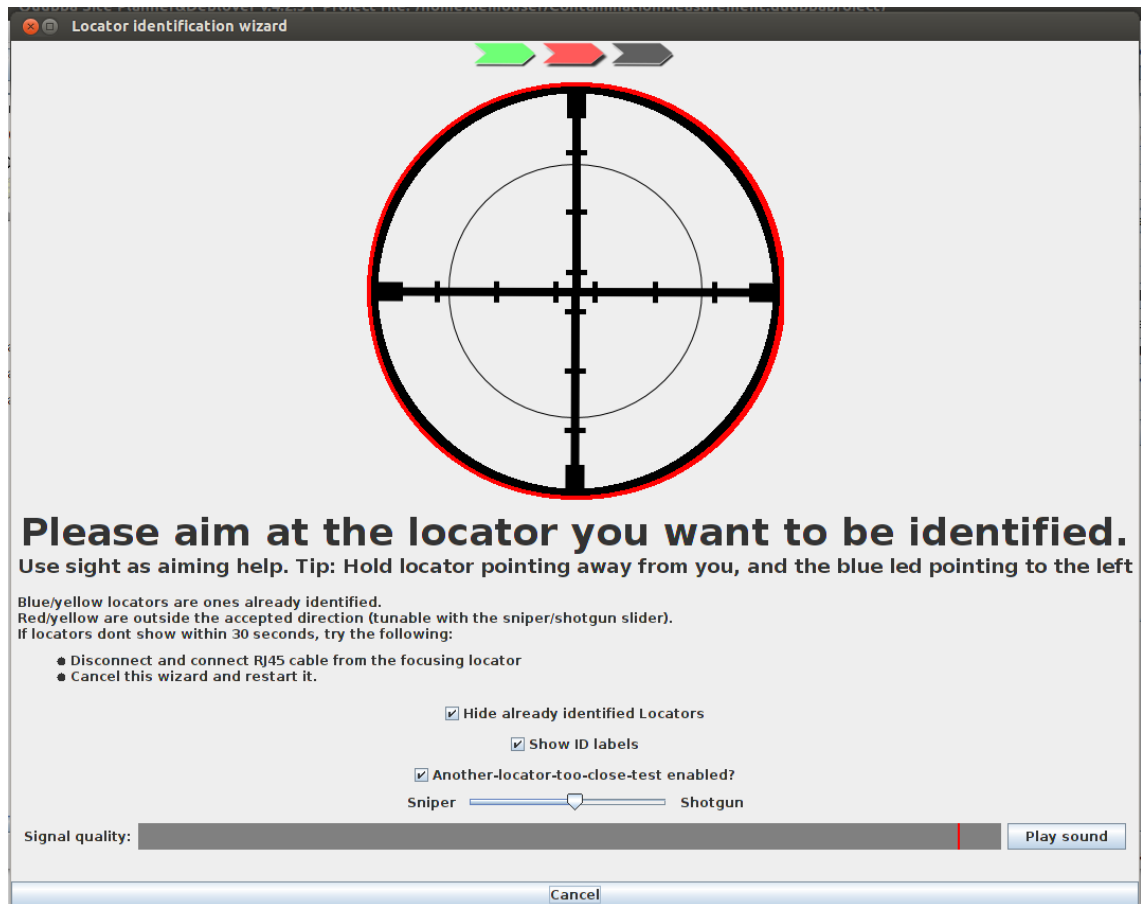 Locator identification wizard
Please aim at the locator you want to be identified.
Use sight as aiming help. Tip: Hold locator pointing away from you, and the blue led pointing to the left
Blue/yellow locators are ones already identified.
Red/yellow are outside the accepted direction (tunable with the sniper/shotgun slider).
If locators dont show within 30 seconds, try the following:
Disconnect and connect RJ45 cable from the focusing locator
Cancel this wizard and restart it.
Hide already identified Locators
Show ID labels
Another-locator-too-close-test enabled?
Sniper Shotgun
Signal quality: Play sound
Cancel